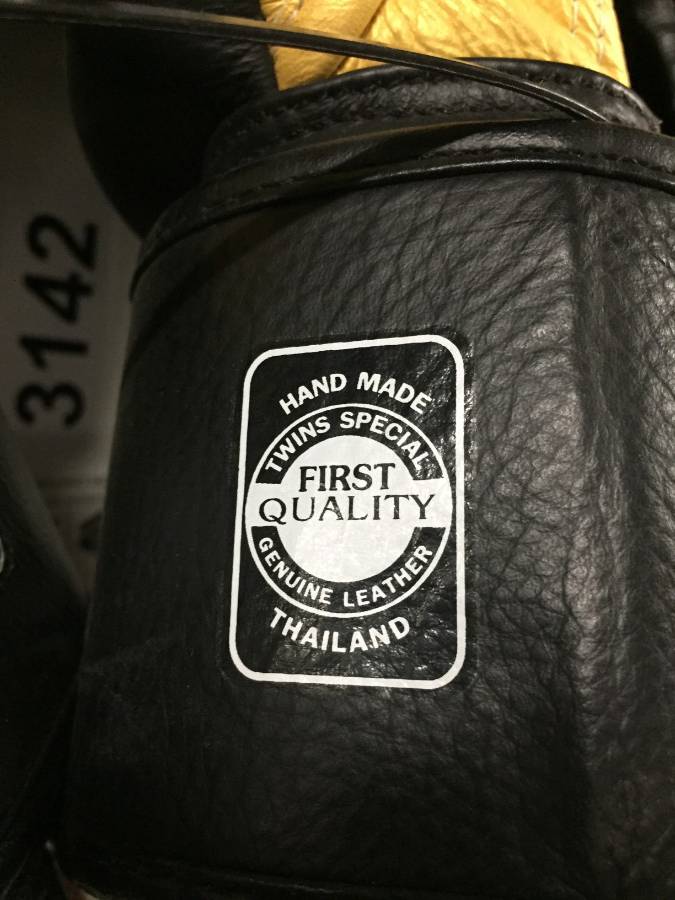 3142
HAND MADE
TWINS SPECIAL
FIRST
QUALITY
GENUINE LEATHER
THAILAND